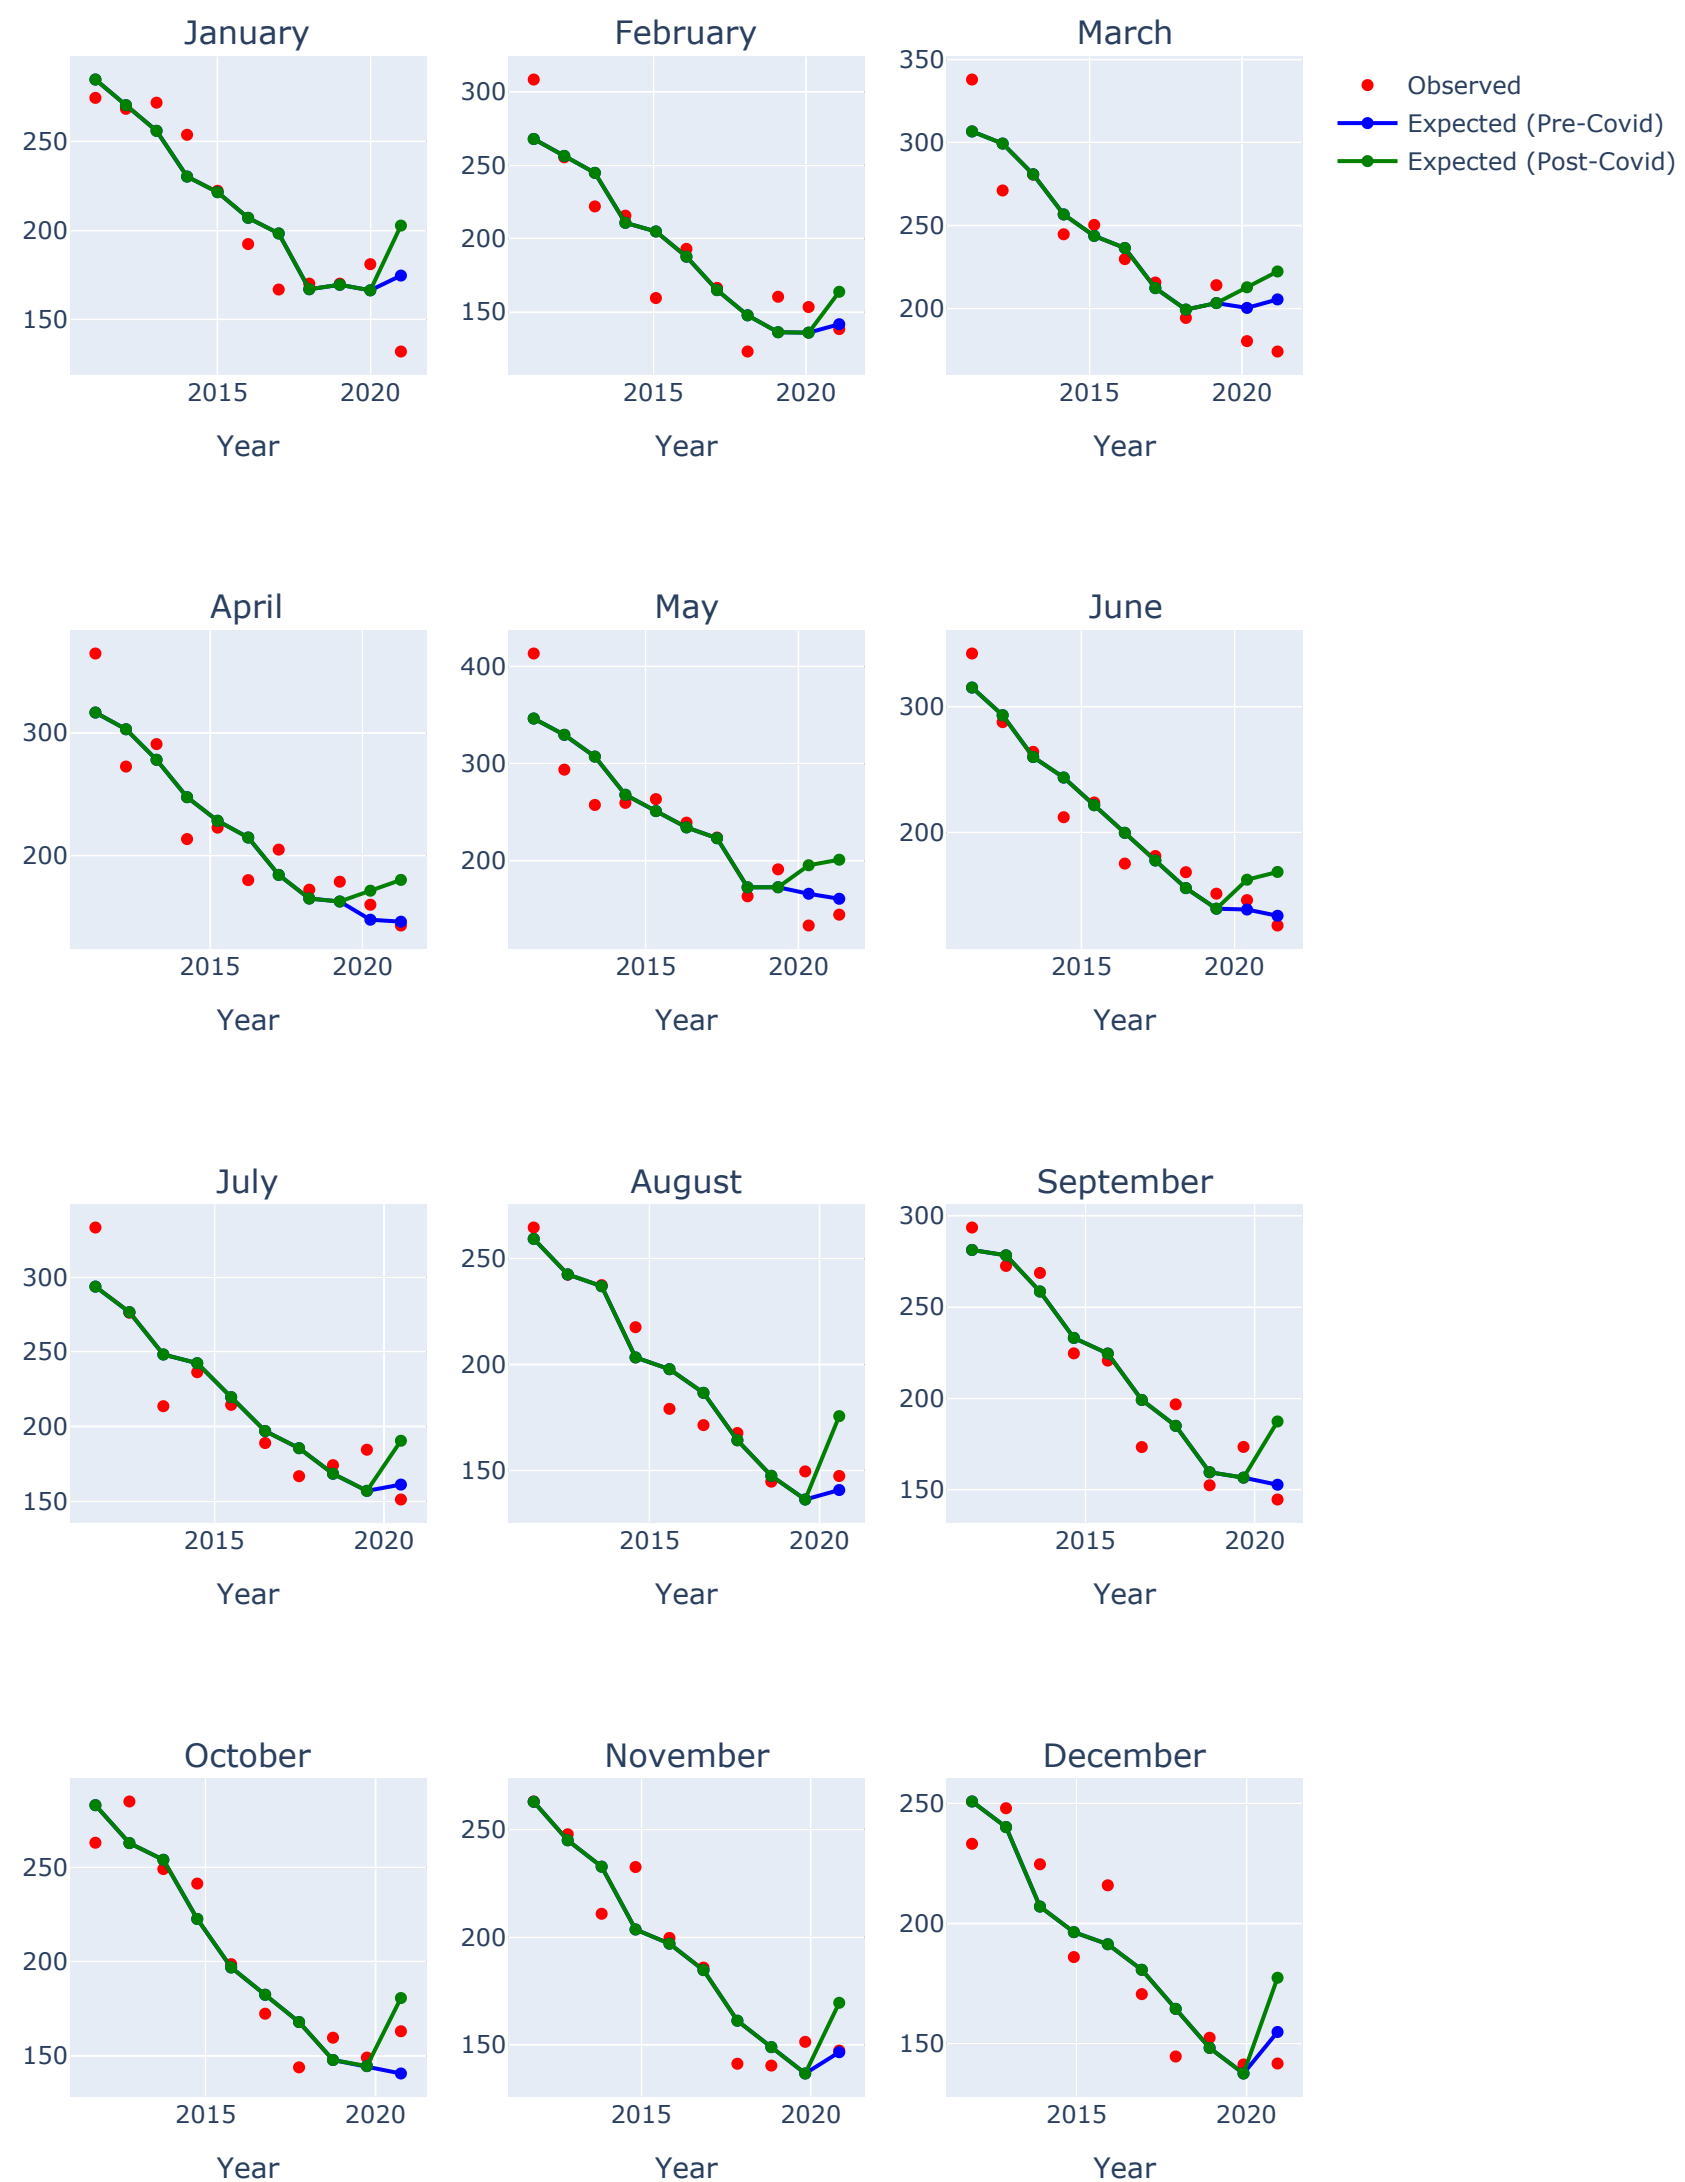 January February March
Observed
Expected (Pre-Covid)
Expected (Post-Covid)
250
200
150
2015 2020
Year
300
250
200
150
2015 2020
Year
350
300
250
200
2015 2020
Year
April May June
300
200
2015 2020
Year
400
300
200
2015 2020
Year
300
200
2015 2020
Year
July August September
300
250
200
150
2015 2020
Year
250
200
150
2015 2020
Year
300
250
200
150
2015 2020
Year
October November December
250
200
150
2015 2020
Year
250
200
150
2015 2020
Year
250
200
150
2015 2020
Year